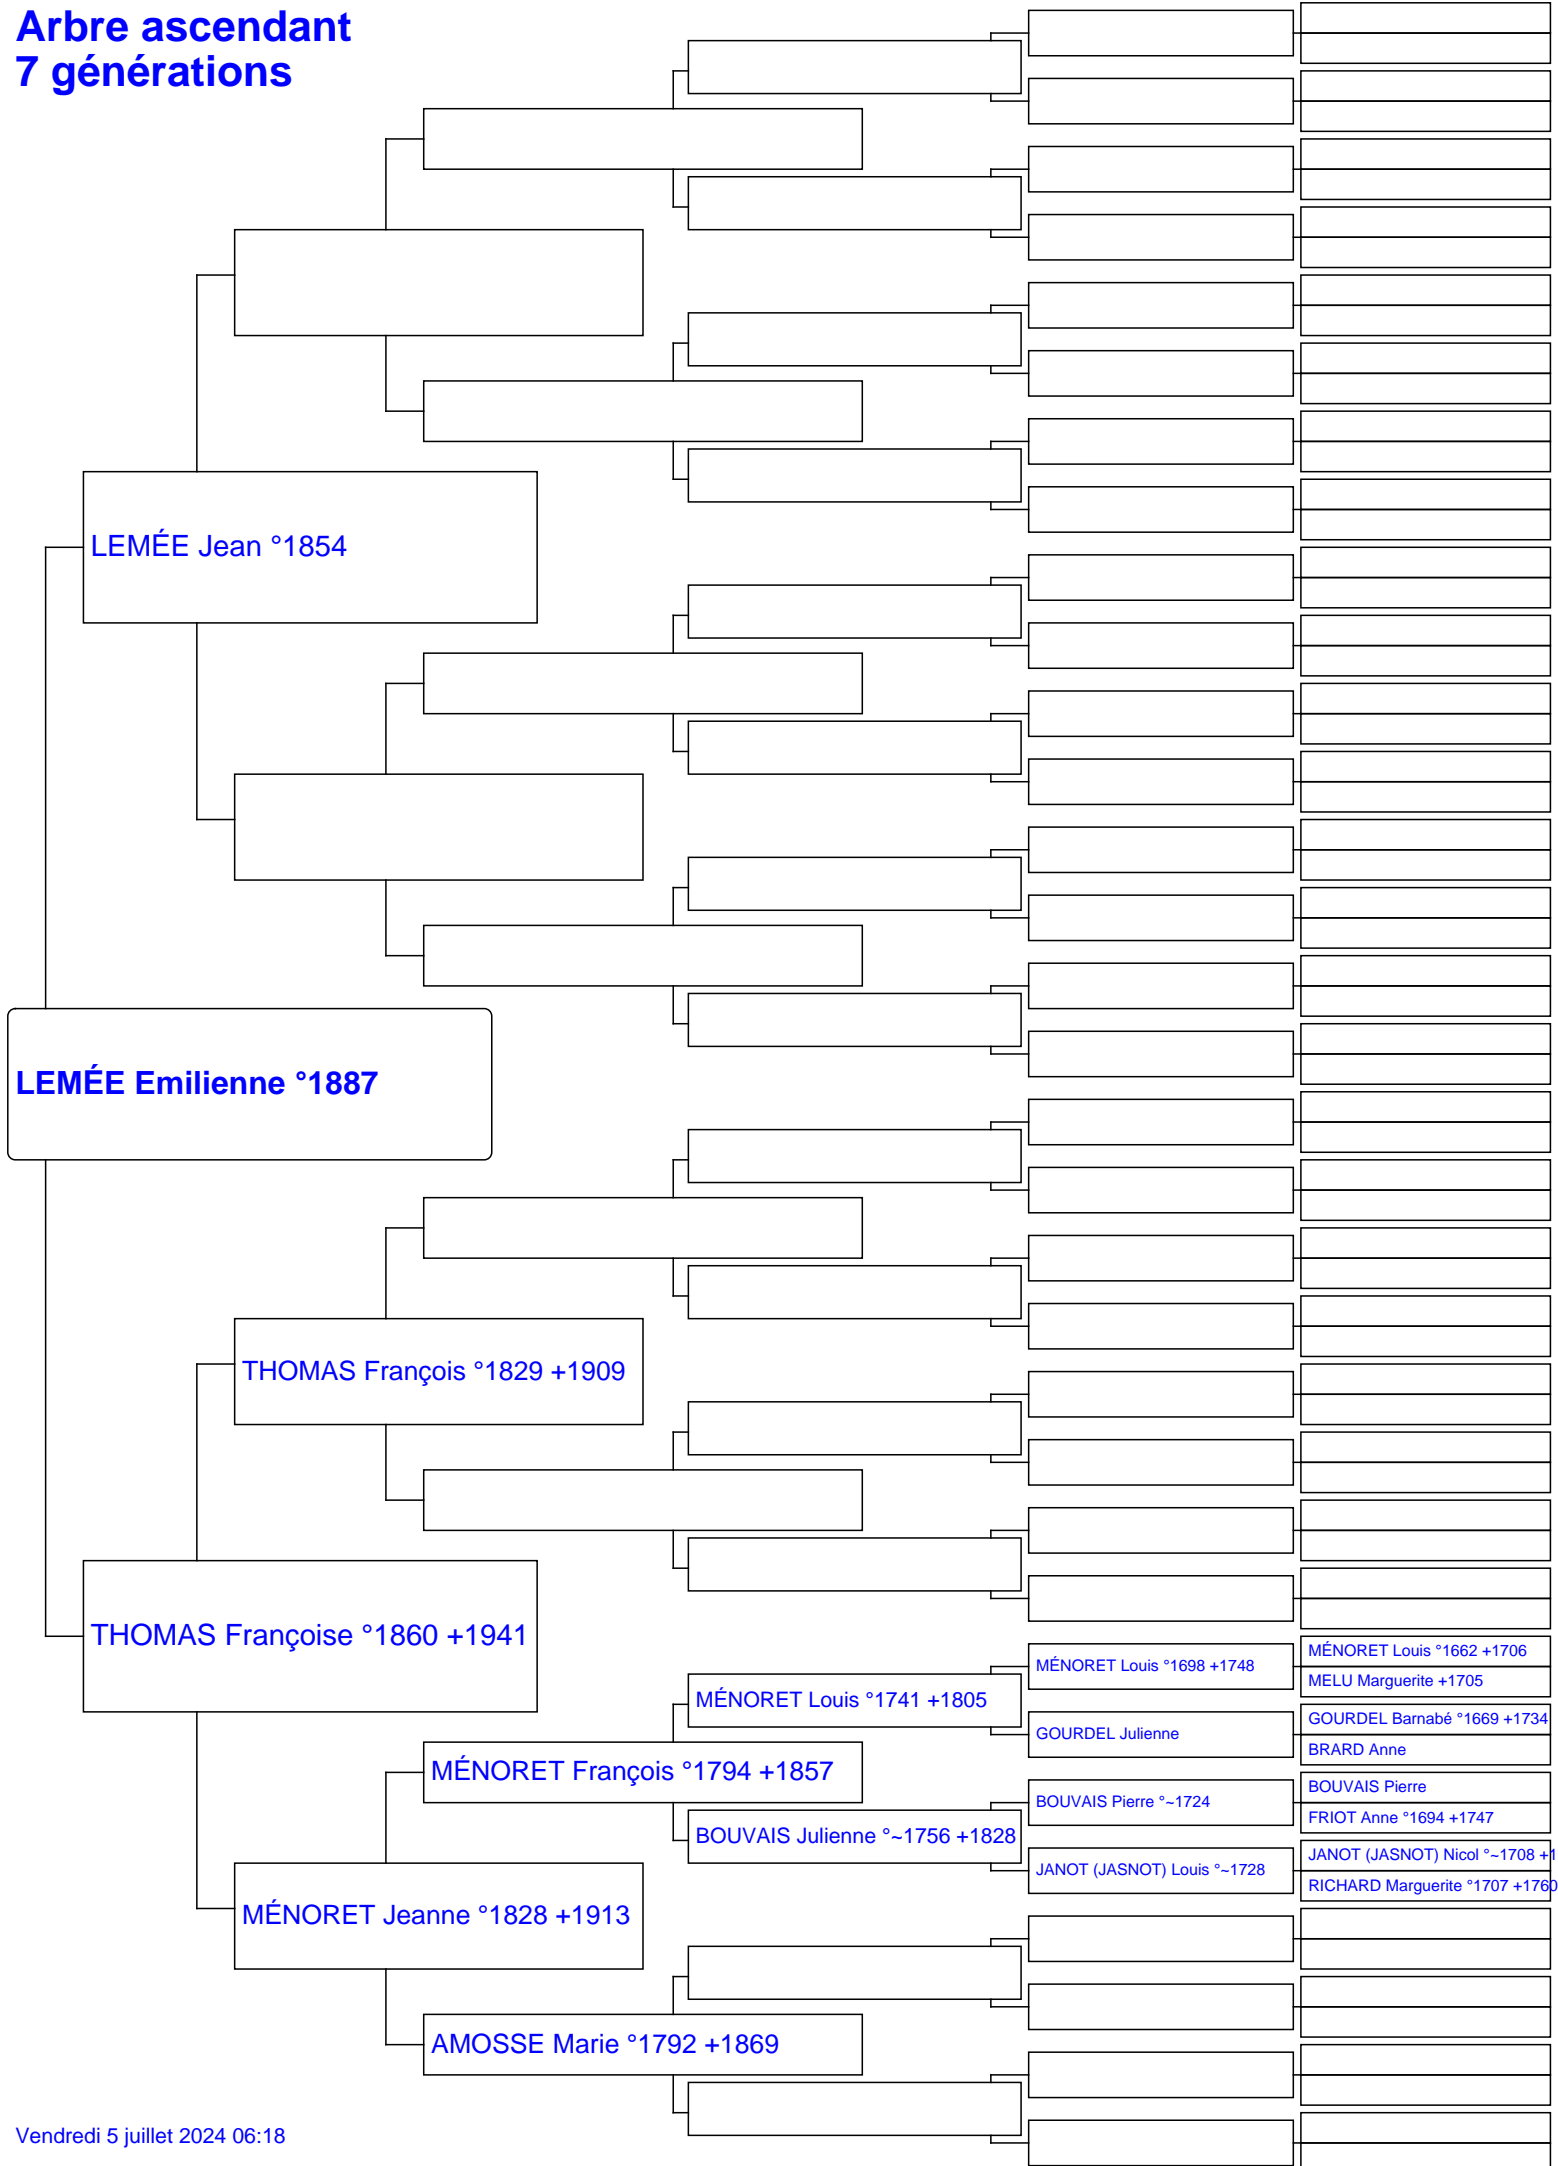 Arbre ascendant
7 générations
LEMÉE Jean °1854
LEMÉE Emilienne °1887
THOMAS François °1829 +1909
THOMAS Françoise °1860 +1941
MÉNORET Louis °1662 +1706
MÉNORET Louis °1698 +1748
MELU Marguerite +1705
MÉNORET Louis °1741 +1805
GOURDEL Barnabé °1669 +1734
GOURDEL Julienne
BRARD Anne
MÉNORET François °1794 +1857
BOUVAIS Pierre
BOUVAIS Pierre °~1724
FRIOT Anne °1694 +1747
BOUVAIS Julienne °~1756 +1828
JANOT (JASNOT) Nicol °~1708 +1
JANOT (JASNOT) Louis °~1728
RICHARD Marguerite °1707 +1760
MÉNORET Jeanne °1828 +1913
AMOSSE Marie °1792 +1869
Vendredi 5 juillet 2024 06:18